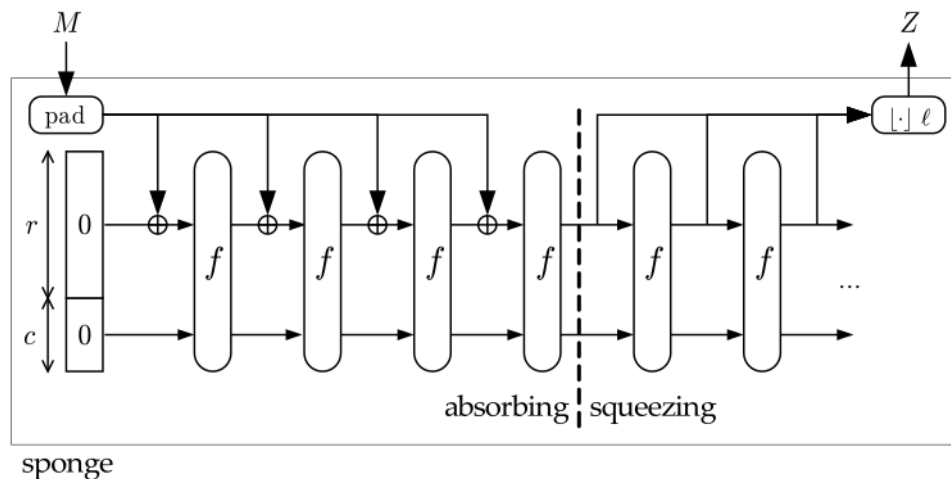 M Z
pad ⌊·⌋ ℓ
r 0 f f f f f f
c 0 ...
absorbing squeezing
sponge